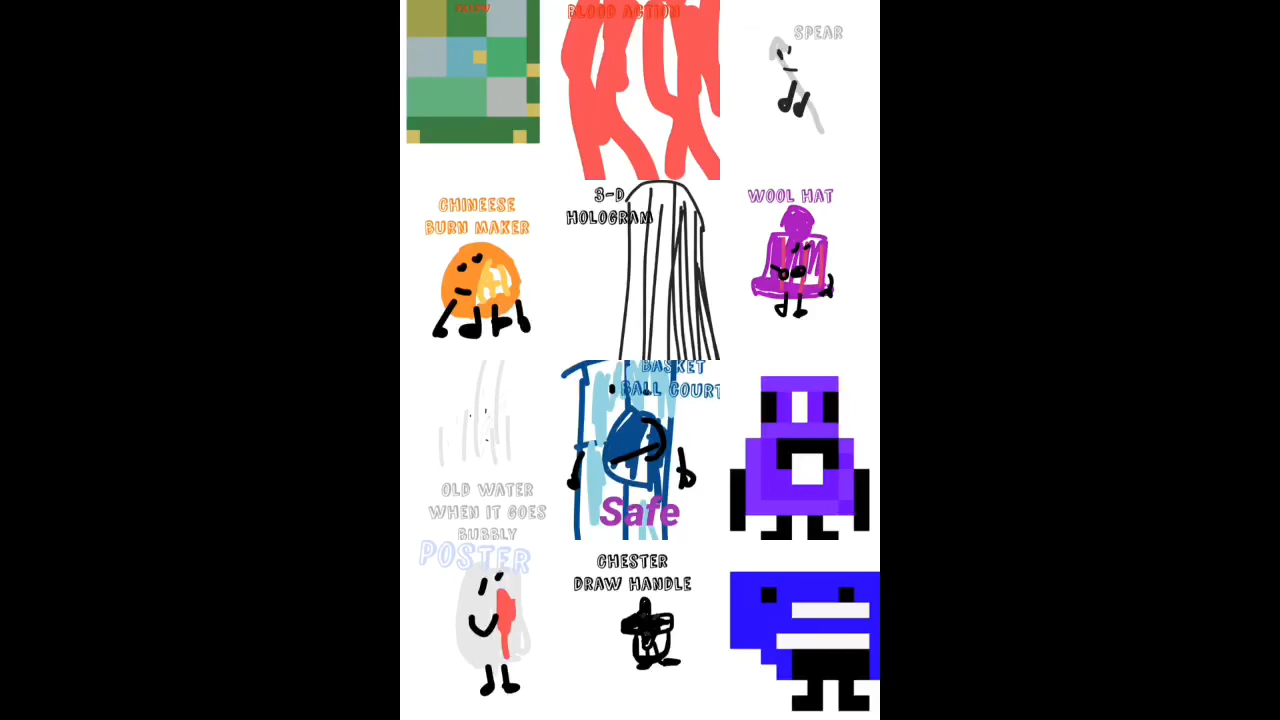 BLOOD ACTION
SPEAR
CHINEESE
BURN MAKER
3-D
HOLOGRAM
WOOL HAT
OLD WATER
WHEN IT GOES
BUBBLY
BASKET
BALL COURT
Safe
POSTER
CHESTER
DRAW HANDLE